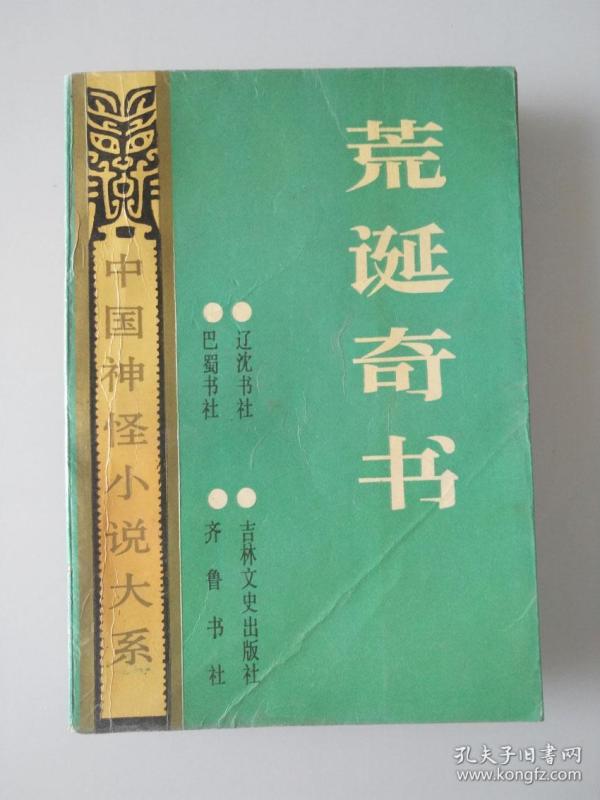 荒诞奇书
辽沈书社
巴蜀书社
吉林文史出版社
齐鲁书社
中国神怪小说大系
孔夫子旧书网
www.kongfz.com